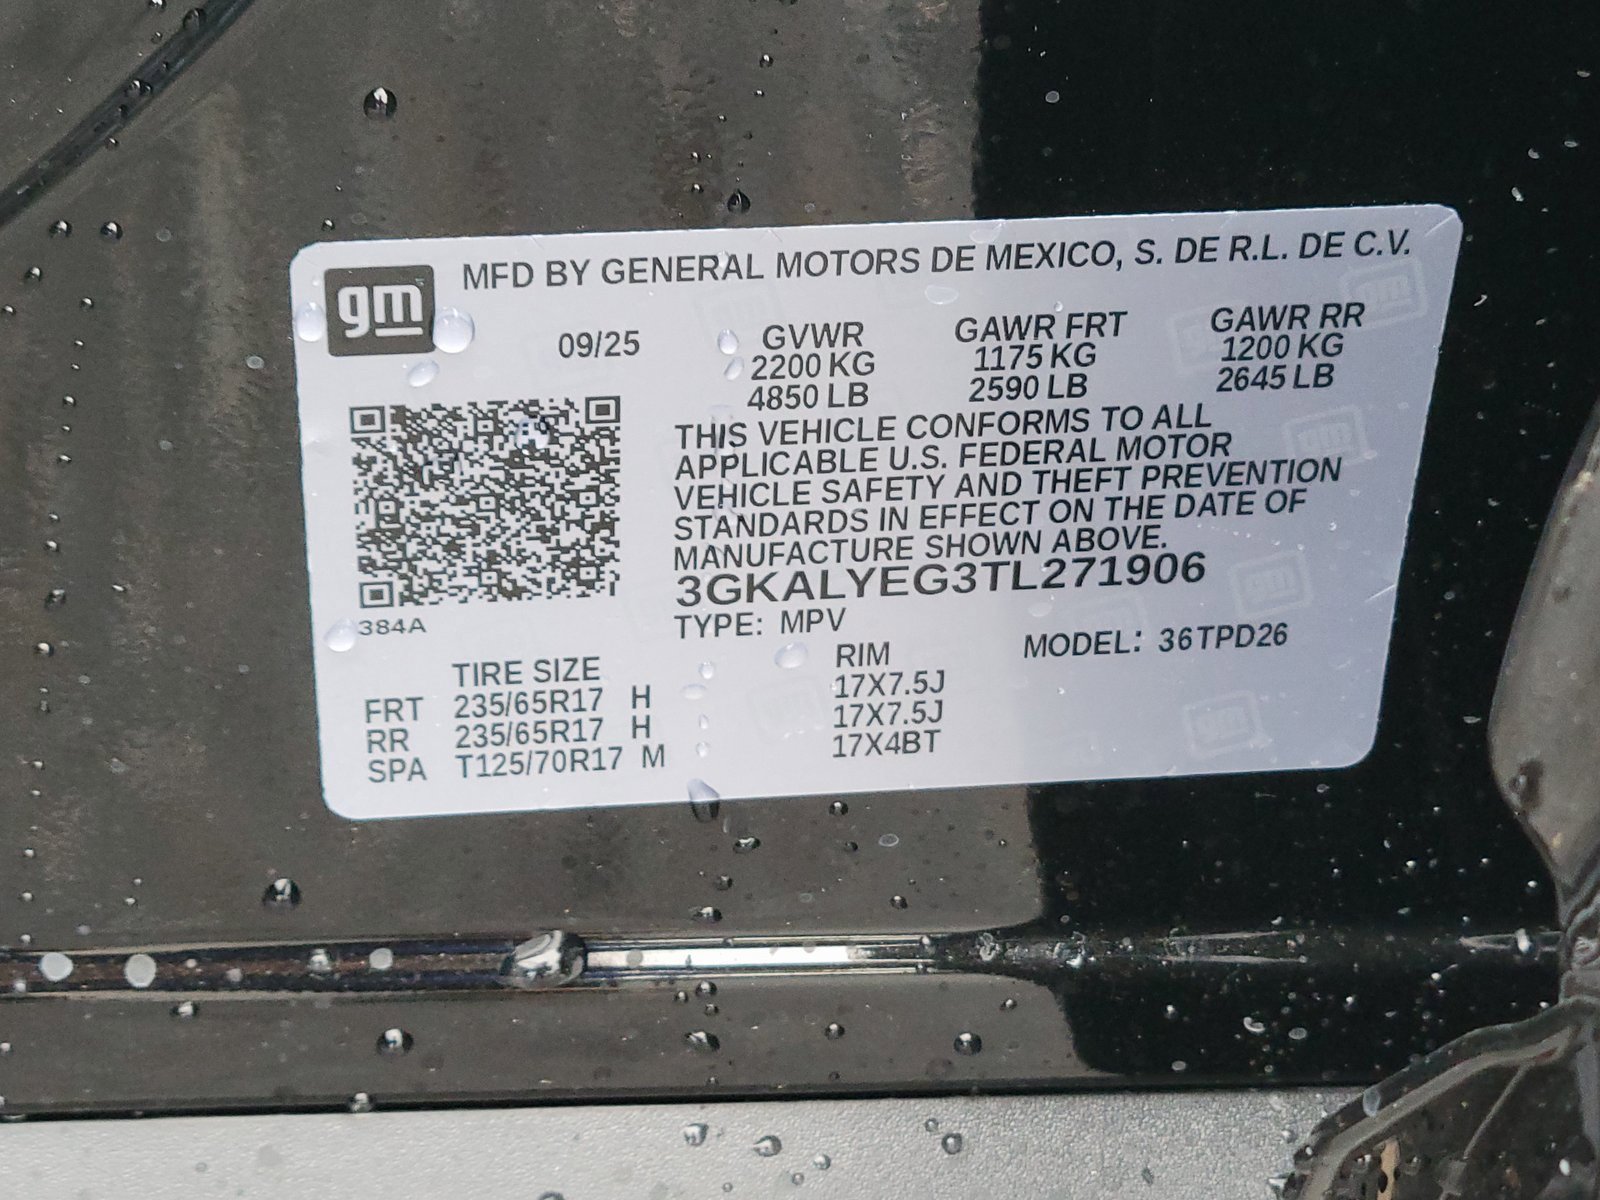 gm
MFD BY GENERAL MOTORS DE MEXICO, S. DE R.L. DE C.V.
09/25
GVWR GAWR FRT GAWR RR
2200 KG 1175 KG 1200 KG
4850 LB 2590 LB 2645 LB
THIS VEHICLE CONFORMS TO ALL
APPLICABLE U.S. FEDERAL MOTOR
VEHICLE SAFETY AND THEFT PREVENTION
STANDARDS IN EFFECT ON THE DATE OF
MANUFACTURE SHOWN ABOVE.
3GKALYEG3TL271906
384A
TYPE: MPV MODEL: 36TPD26
TIRE SIZE RIM
FRT 235/65R17 H 17X7.5J
RR 235/65R17 H 17X7.5J
SPA T125/70R17 M 17X4BT